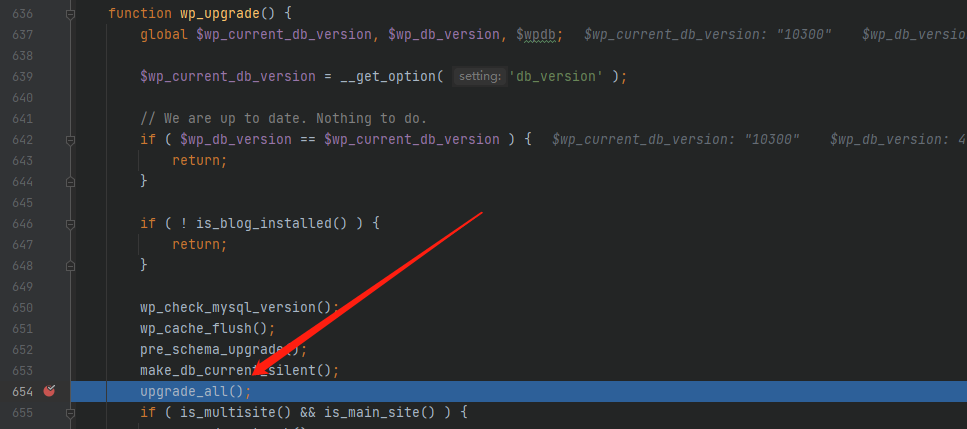 636 function wp_upgrade() {
637 global $wp_current_db_version, $wp_db_version, $wpdb; $wp_current_db_version: "10300" $wp_db_versio
638
639 $wp_current_db_version = __get_option( setting: 'db_version' );
640
641 // We are up to date. Nothing to do.
642 if ( $wp_db_version == $wp_current_db_version ) { $wp_current_db_version: "10300" $wp_db_version: 4
643 return;
644 }
645
646 if ( ! is_blog_installed() ) {
647 return;
648 }
649
650 wp_check_mysql_version();
651 wp_cache_flush();
652 pre_schema_upgrade();
653 make_db_current_silent();
654 upgrade_all();
655 if ( is_multisite() && is_main_site() ) {